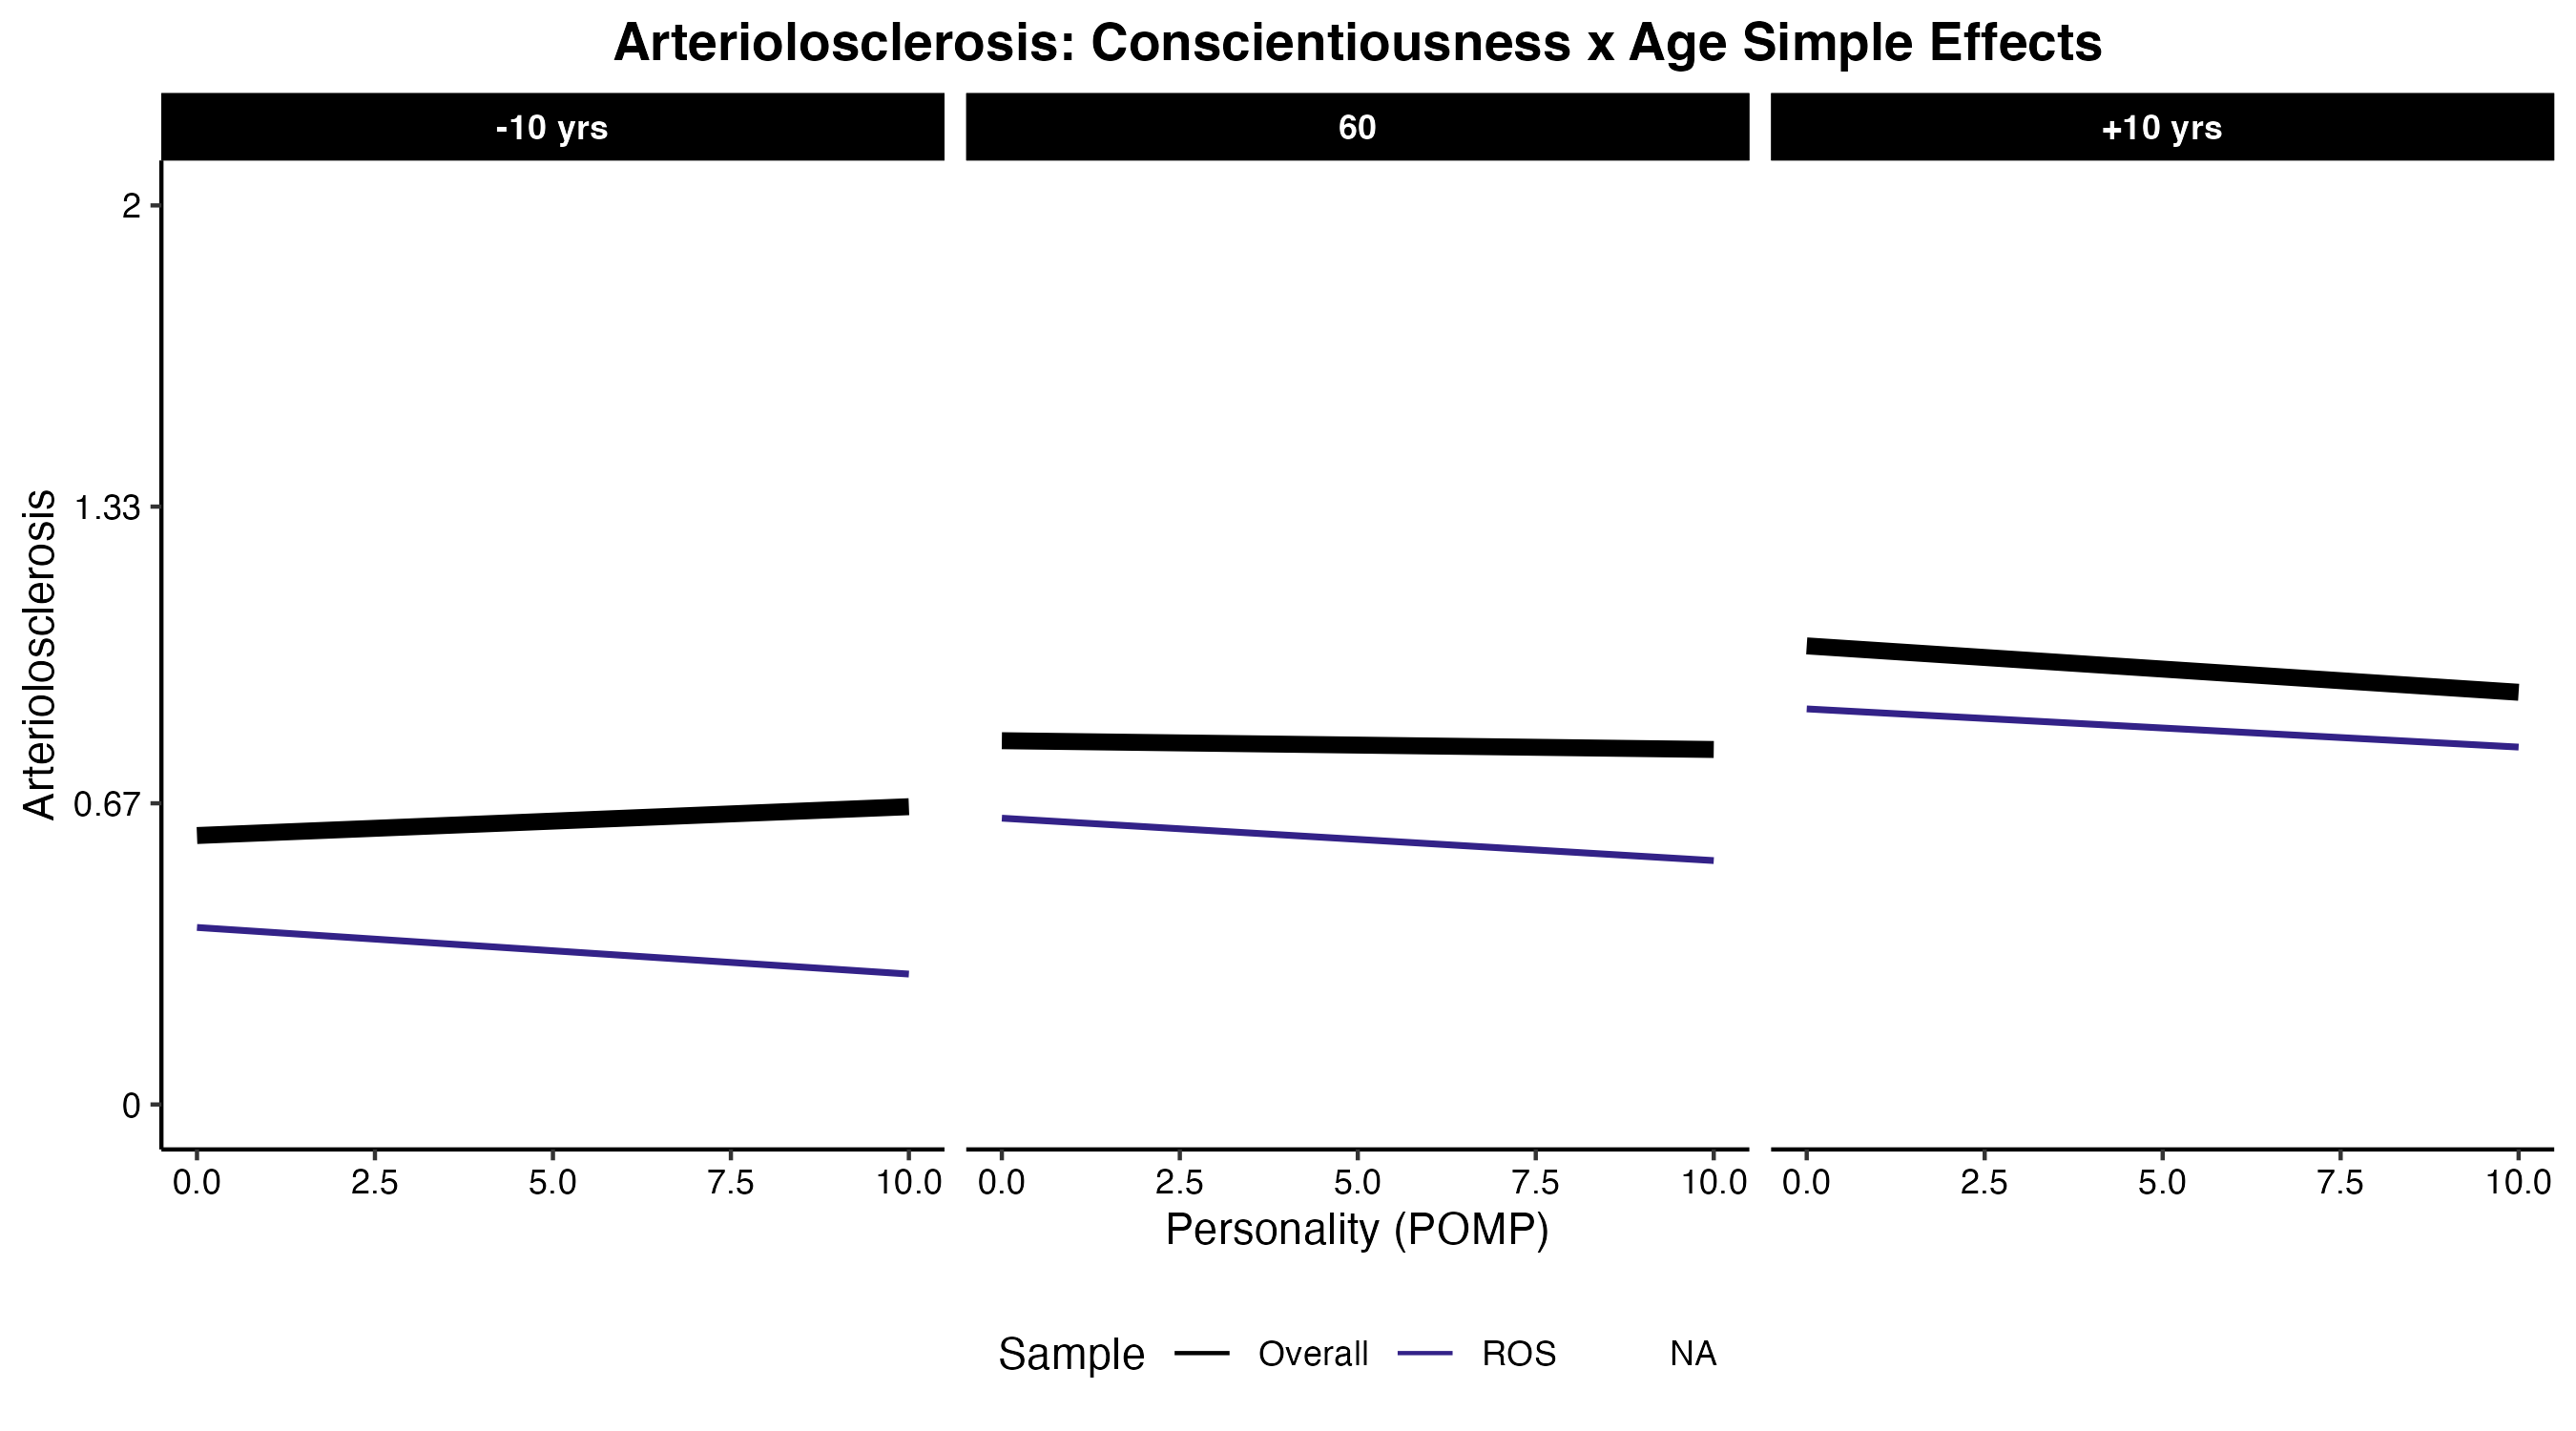 Arteriolosclerosis: Conscientiousness x Age Simple Effects
-10 yrs 60 +10 yrs
2
1.33
0.67
0
Arteriolosclerosis
0.0 2.5 5.0 7.5 10.0 0.0 2.5 5.0 7.5 10.0 0.0 2.5 5.0 7.5 10.0
Personality (POMP)
Sample Overall ROS NA